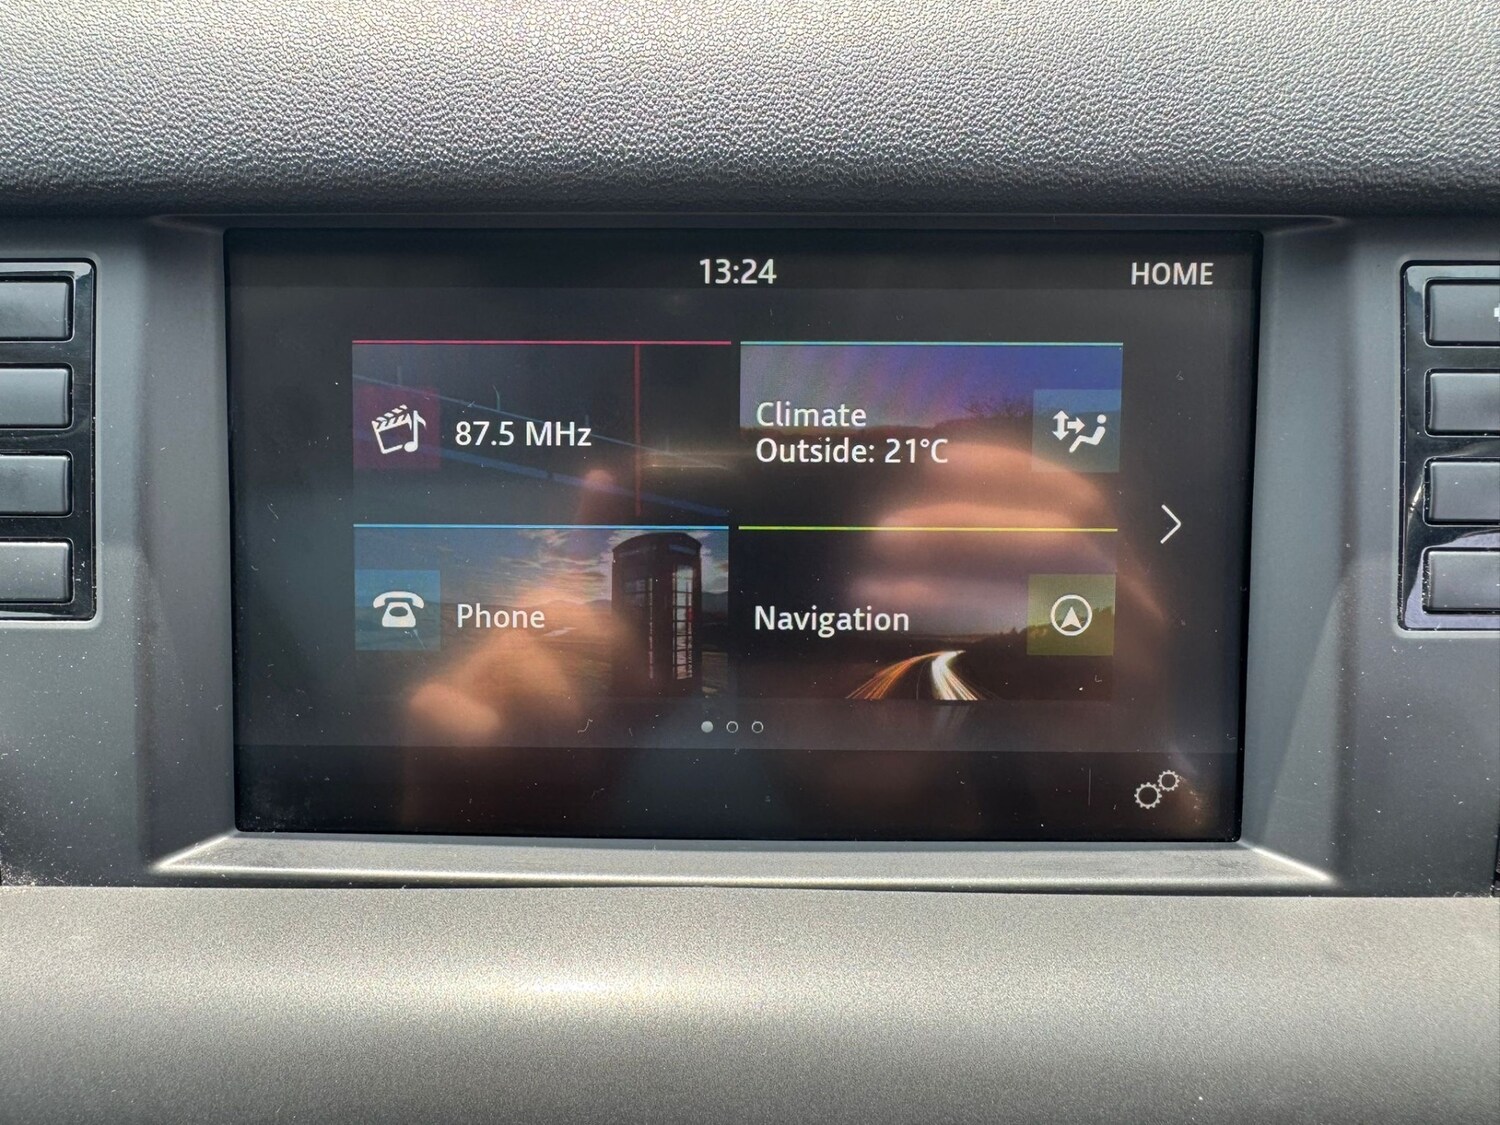 13:24
HOME
87.5 MHz
Climate
Outside: 21°C
Phone
Navigation